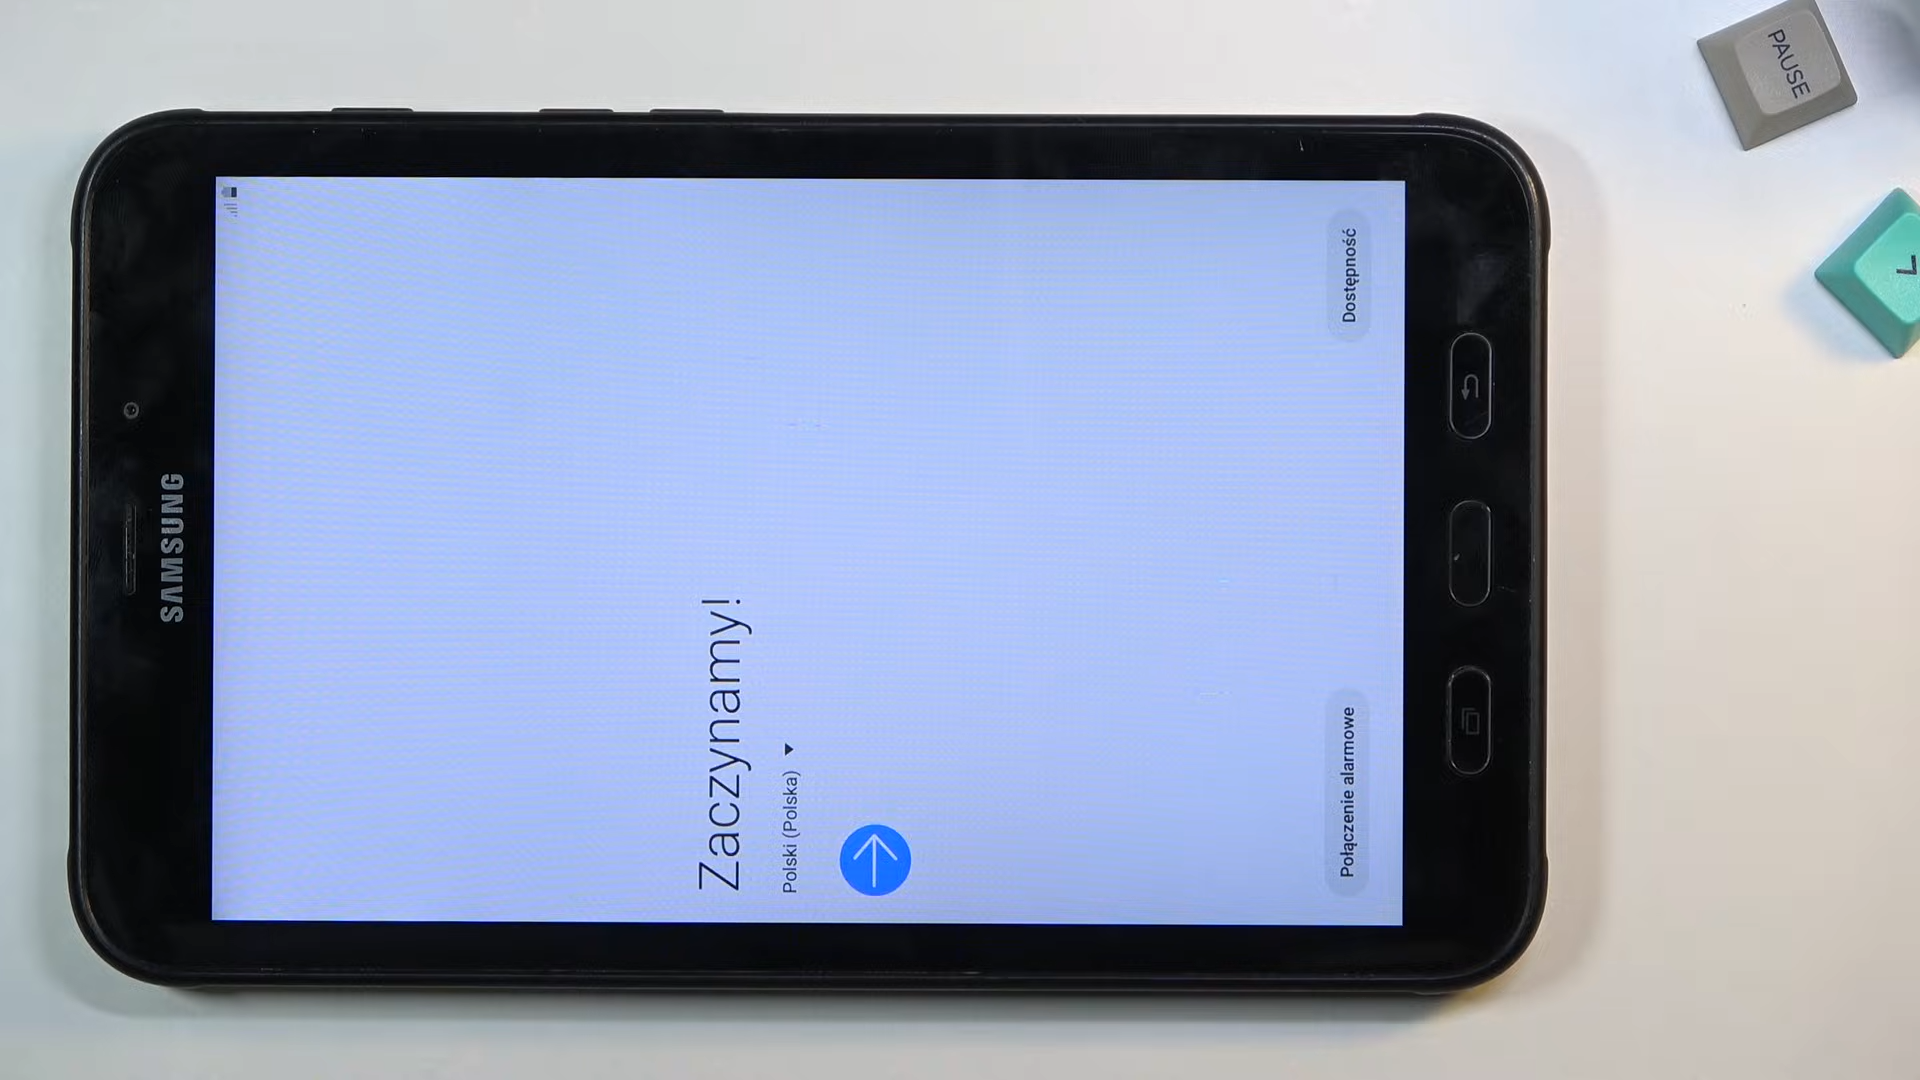 SAMSUNG
Zaczynamy!
Polski (Polska)
Połączenie alarmowe
Dostępność
PAUSE
L